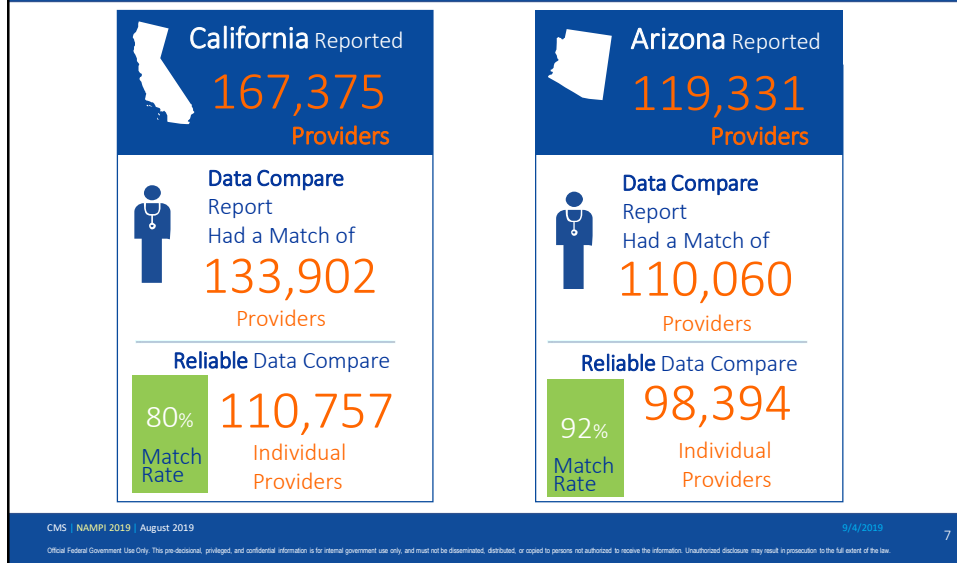 California Reported
167,375
Providers
Data Compare
Report
Had a Match of
133,902
Providers
Reliable Data Compare
80%
Match
Rate
110,757
Individual
Providers
Arizona Reported
119,331
Providers
Data Compare
Report
Had a Match of
110,060
Providers
Reliable Data Compare
92%
Match
Rate
98,394
Individual
Providers
CMS | NAMPI 2019 | August 2019
9/4/2019
7
Official Federal Government Use Only. This pre-decisional, privileged, and confidential information is for internal government use only, and must not be disseminated, distributed, or copied to persons not authorized to receive the information. Unauthorized disclosure may result in prosecution to the full extent of the law.